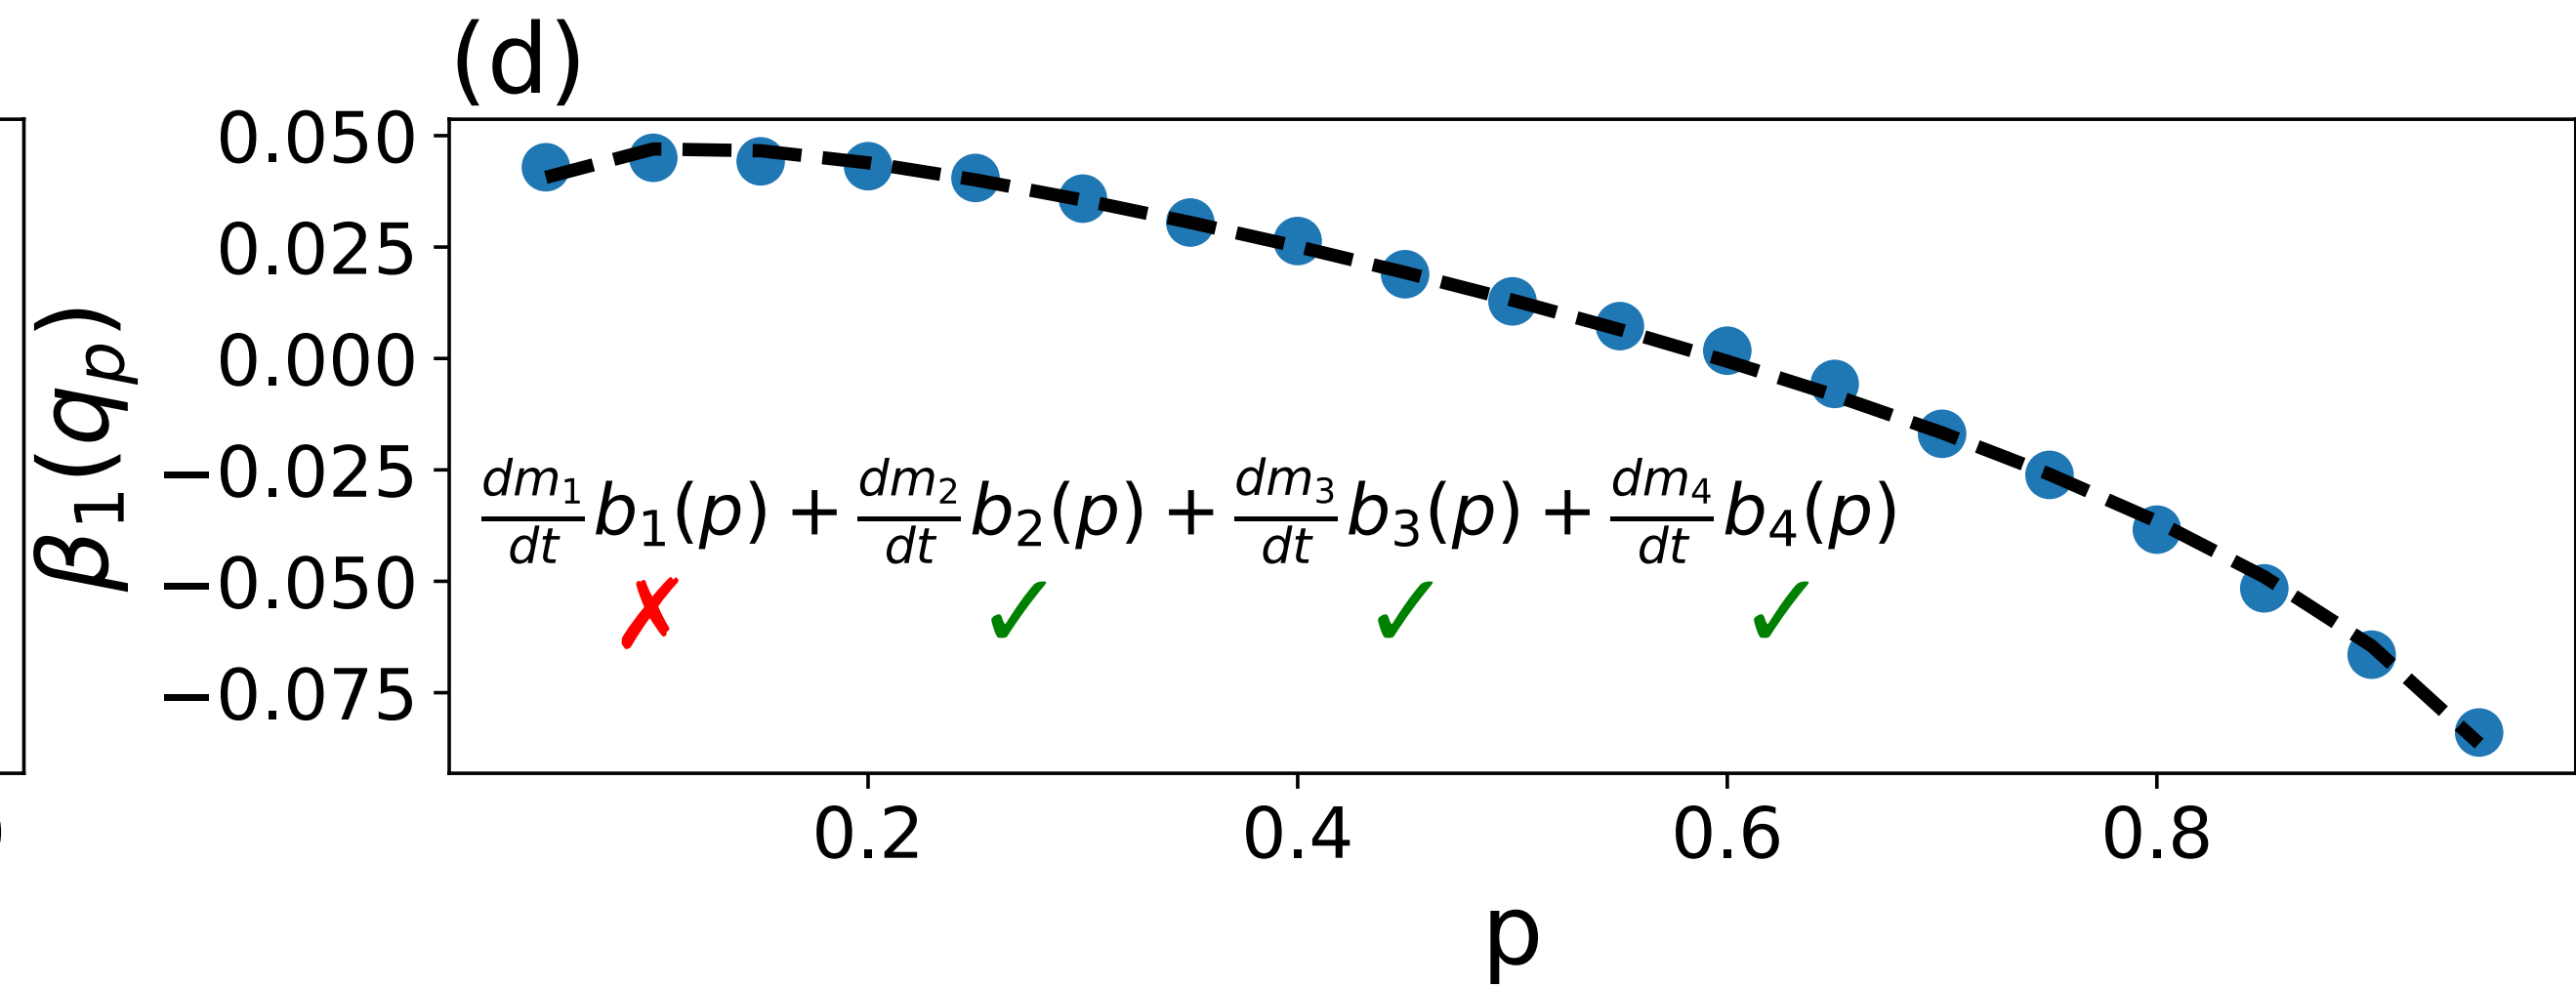 (d)
0.050
0.025
0.000
−0.025
−0.050
−0.075
β₁(qₚ)
dm₁/dt b₁(p) + dm₂/dt b₂(p) + dm₃/dt b₃(p) + dm₄/dt b₄(p)
✗ ✓ ✓ ✓
0.2 0.4 0.6 0.8
p